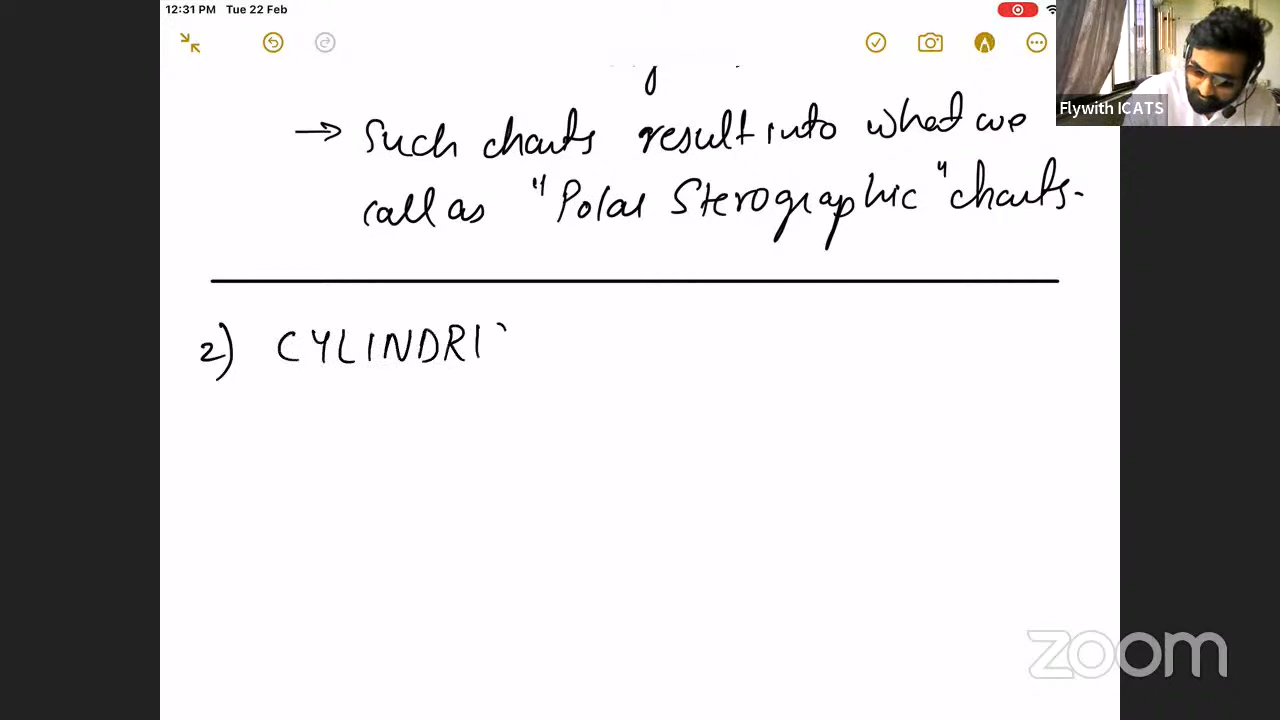 12:31 PM Tue 22 Feb
Flywith ICATS
→ Such charts result into what we
call as "Polar Sterographic" charts.
2) CYLINDRI
zoom